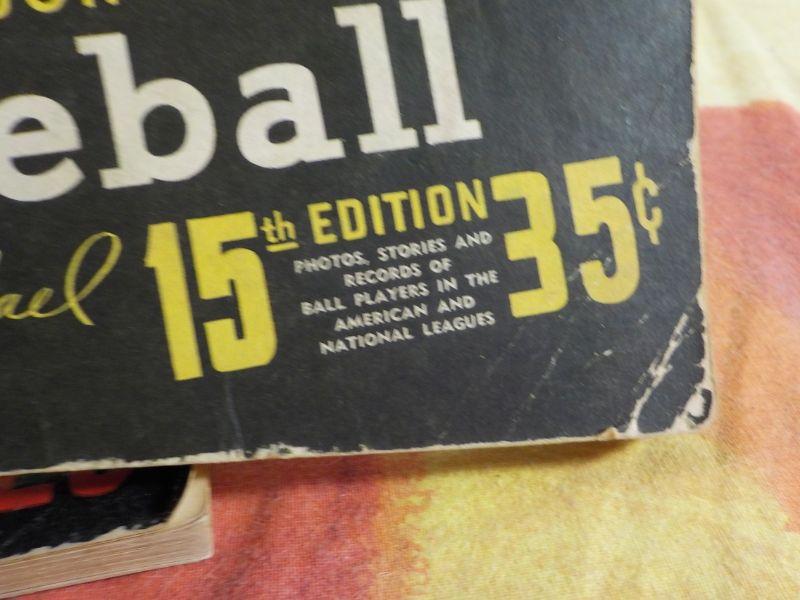 eball
15th EDITION 35¢
PHOTOS, STORIES AND
RECORDS OF
BALL PLAYERS IN THE
AMERICAN AND
NATIONAL LEAGUES